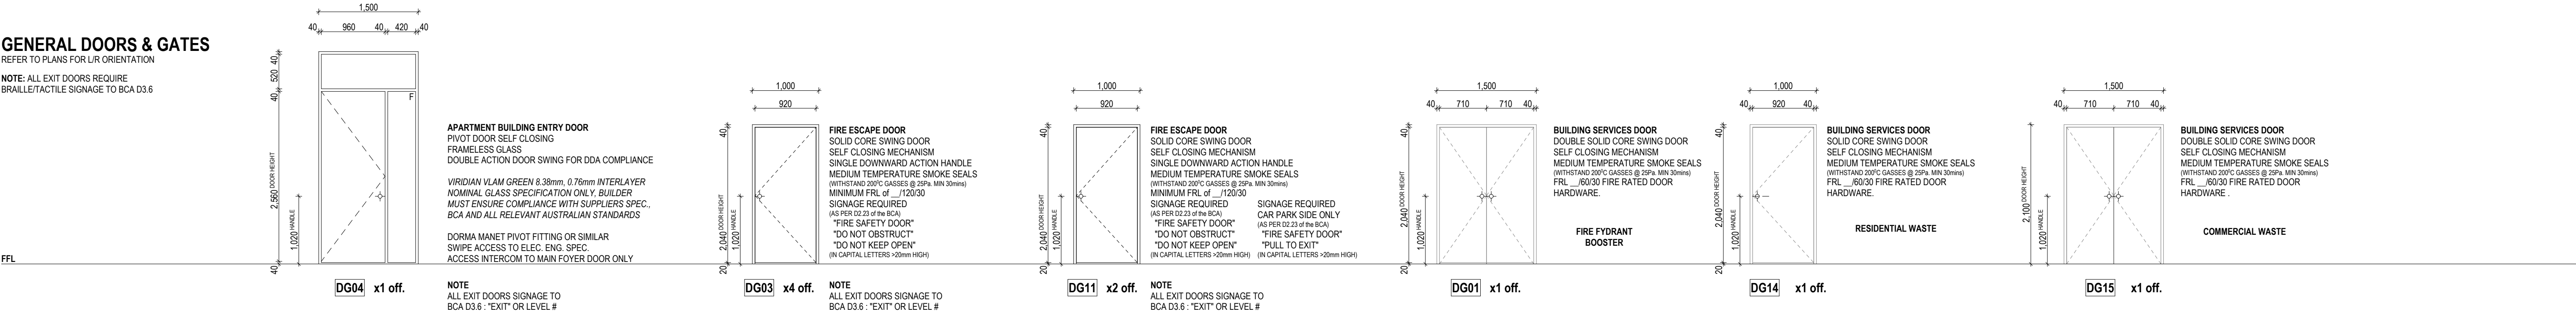 GENERAL DOORS & GATES
REFER TO PLANS FOR L/R ORIENTATION
NOTE: ALL EXIT DOORS REQUIRE
BRAILLE/TACTILE SIGNAGE TO BCA D3.6
FFL
1,500
40 960 40 420 40
40
520
40
2,560 DOOR HEIGHT
1,020 HANDLE
40
F
DG04 x1 off.
APARTMENT BUILDING ENTRY DOOR
PIVOT DOOR SELF CLOSING
FRAMELESS GLASS
DOUBLE ACTION DOOR SWING FOR DDA COMPLIANCE
VIRIDIAN VLAM GREEN 8.38mm, 0.76mm INTERLAYER
NOMINAL GLASS SPECIFICATION ONLY, BUILDER
MUST ENSURE COMPLIANCE WITH SUPPLIERS SPEC.,
BCA AND ALL RELEVANT AUSTRALIAN STANDARDS
DORMA MANET PIVOT FITTING OR SIMILAR
SWIPE ACCESS TO ELEC. ENG. SPEC.
ACCESS INTERCOM TO MAIN FOYER DOOR ONLY
NOTE
ALL EXIT DOORS SIGNAGE TO
BCA D3.6 : "EXIT" OR LEVEL #
1,000
920
40
2,040 DOOR HEIGHT
1,020 HANDLE
20
DG03 x4 off.
FIRE ESCAPE DOOR
SOLID CORE SWING DOOR
SELF CLOSING MECHANISM
SINGLE DOWNWARD ACTION HANDLE
MEDIUM TEMPERATURE SMOKE SEALS
(WITHSTAND 200⁰C GASSES @ 25Pa. MIN 30mins)
MINIMUM FRL of __/120/30
SIGNAGE REQUIRED
(AS PER D2.23 of the BCA)
"FIRE SAFETY DOOR"
"DO NOT OBSTRUCT"
"DO NOT KEEP OPEN"
(IN CAPITAL LETTERS >20mm HIGH)
NOTE
ALL EXIT DOORS SIGNAGE TO
BCA D3.6 : "EXIT" OR LEVEL #
1,000
920
40
2,040 DOOR HEIGHT
1,020 HANDLE
20
DG11 x2 off.
FIRE ESCAPE DOOR
SOLID CORE SWING DOOR
SELF CLOSING MECHANISM
SINGLE DOWNWARD ACTION HANDLE
MEDIUM TEMPERATURE SMOKE SEALS
(WITHSTAND 200⁰C GASSES @ 25Pa. MIN 30mins)
MINIMUM FRL of __/120/30
SIGNAGE REQUIRED
(AS PER D2.23 of the BCA)
"FIRE SAFETY DOOR"
"DO NOT OBSTRUCT"
"DO NOT KEEP OPEN"
(IN CAPITAL LETTERS >20mm HIGH)
SIGNAGE REQUIRED
CAR PARK SIDE ONLY
(AS PER D2.23 of the BCA)
"FIRE SAFETY DOOR"
"PULL TO EXIT"
(IN CAPITAL LETTERS >20mm HIGH)
NOTE
ALL EXIT DOORS SIGNAGE TO
BCA D3.6 : "EXIT" OR LEVEL #
1,500
40 710 710 40
40
2,040 DOOR HEIGHT
1,020 HANDLE
20
DG01 x1 off.
BUILDING SERVICES DOOR
DOUBLE SOLID CORE SWING DOOR
SELF CLOSING MECHANISM
MEDIUM TEMPERATURE SMOKE SEALS
(WITHSTAND 200⁰C GASSES @ 25Pa. MIN 30mins)
FRL __/60/30 FIRE RATED DOOR
HARDWARE.
FIRE FYDRANT
BOOSTER
1,000
40 920 40
40
2,040 DOOR HEIGHT
1,020 HANDLE
20
DG14 x1 off.
BUILDING SERVICES DOOR
SOLID CORE SWING DOOR
SELF CLOSING MECHANISM
MEDIUM TEMPERATURE SMOKE SEALS
(WITHSTAND 200⁰C GASSES @ 25Pa. MIN 30mins)
FRL __/60/30 FIRE RATED DOOR
HARDWARE.
RESIDENTIAL WASTE
1,500
40 710 710 40
2,100 DOOR HEIGHT
1,020 HANDLE
DG15 x1 off.
BUILDING SERVICES DOOR
DOUBLE SOLID CORE SWING DOOR
SELF CLOSING MECHANISM
MEDIUM TEMPERATURE SMOKE SEALS
(WITHSTAND 200⁰C GASSES @ 25Pa. MIN 30mins)
FRL __/60/30 FIRE RATED DOOR
HARDWARE .
COMMERCIAL WASTE